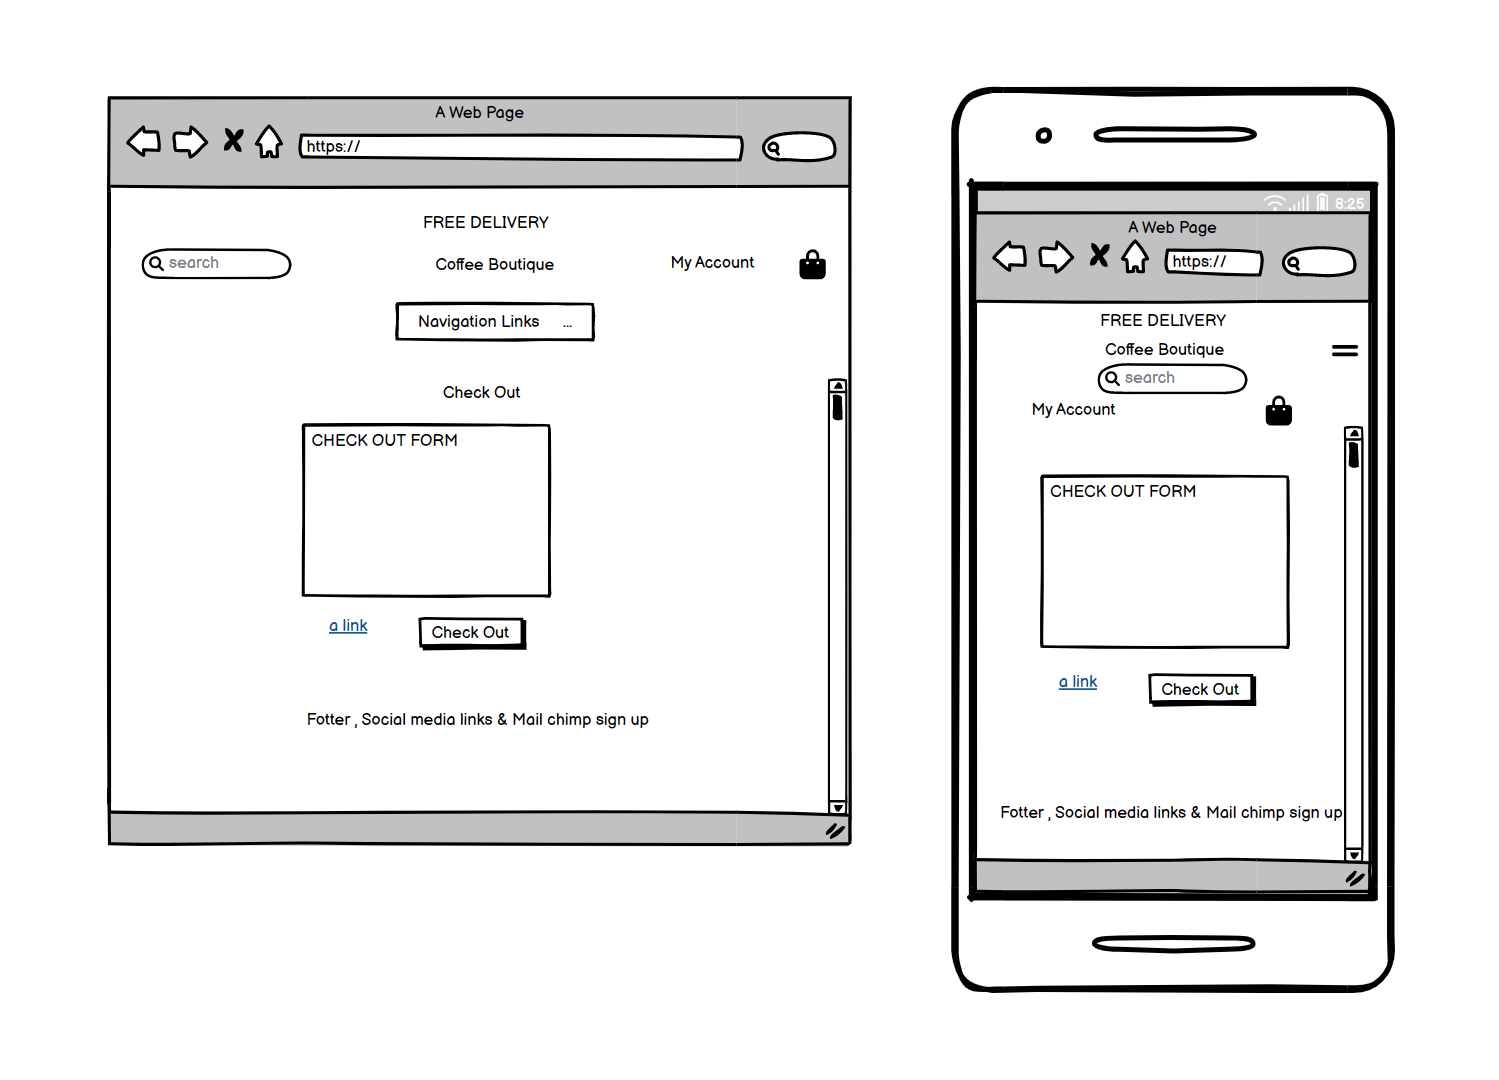 A Web Page
https://
FREE DELIVERY
search
Coffee Boutique
My Account
Navigation Links ...
Check Out
CHECK OUT FORM
a link
Check Out
Fotter , Social media links & Mail chimp sign up
8:25
A Web Page
https://
FREE DELIVERY
Coffee Boutique
search
My Account
CHECK OUT FORM
a link
Check Out
Fotter , Social media links & Mail chimp sign up